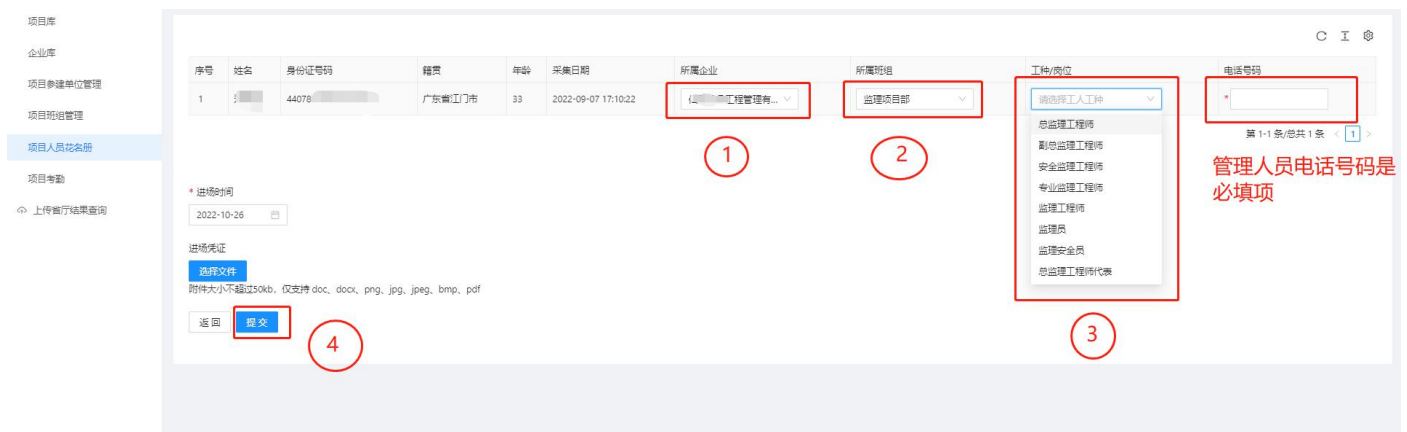 项目库
企业库
项目参建单位管理
项目班组管理
项目人员花名册
项目考勤
上传省厅结果查询
序号 姓名 身份证号码 籍贯 年龄 采集日期 所属企业 所属班组 工种/岗位 电话号码
1 44078 广东省江门市 33 2022-09-07 17:10:22 工程管理有... 监理项目部 请选择工人工种 *
总监理工程师
副总监理工程师
安全监理工程师
专业监理工程师
监理工程师
监理员
监理安全员
总监理工程师代表
第 1-1 条/总共 1 条 < 1 >
1
2
3
管理人员电话号码是
必填项
* 进场时间
2022-10-26
进场凭证
选择文件
附件大小不超过50kb，仅支持 doc、docx、png、jpg、jpeg、bmp、pdf
返回 提交
4